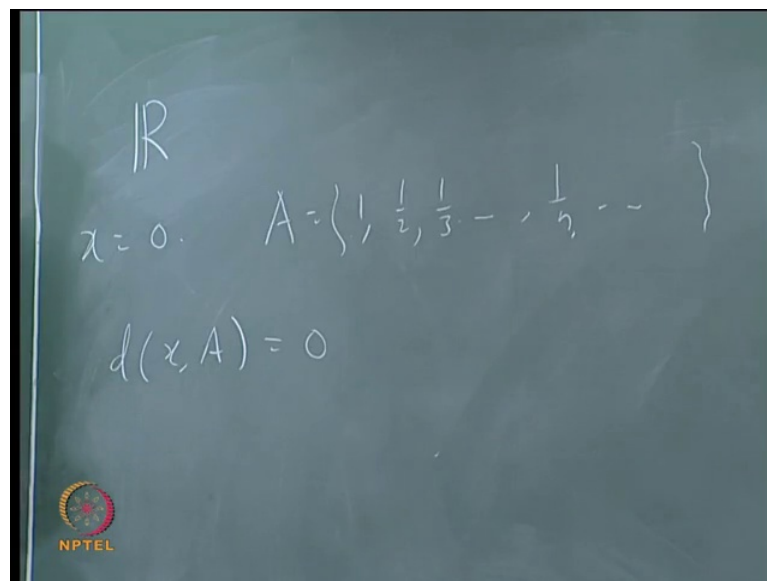 ℝ
x = 0. A = {1, 1/2, 1/3 .. , 1/n, .. }
d(x, A) = 0
NPTEL